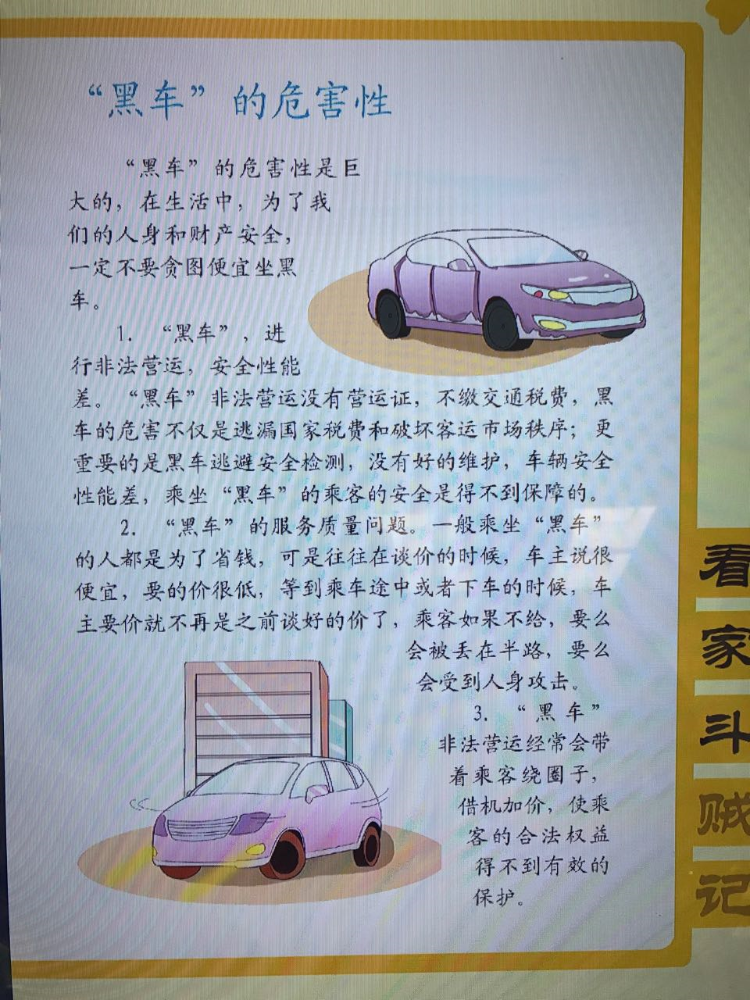 “黑车”的危害性
“黑车”的危害性是巨
大的，在生活中，为了我
们的人身和财产安全，
一定不要贪图便宜坐黑
车。
1. “黑车”，进
行非法营运，安全性能
差。“黑车”非法营运没有营运证，不缴交通税费，黑
车的危害不仅是逃漏国家税费和破坏客运市场秩序；更
重要的是黑车逃避安全检测，没有好的维护，车辆安全
性能差，乘坐“黑车”的乘客的安全是得不到保障的。
2. “黑车”的服务质量问题。一般乘坐“黑车”
的人都是为了省钱，可是往往在谈价的时候，车主说很
便宜，要的价很低，等到乘车途中或者下车的时候，车
主要价就不再是之前谈好的价了，乘客如果不给，要么
会被丢在半路，要么
会受到人身攻击。
3. “黑车”
非法营运经常会带
着乘客绕圈子，
借机加价，使乘
客的合法权益
得不到有效的
保护。
看
家
斗
贼
记